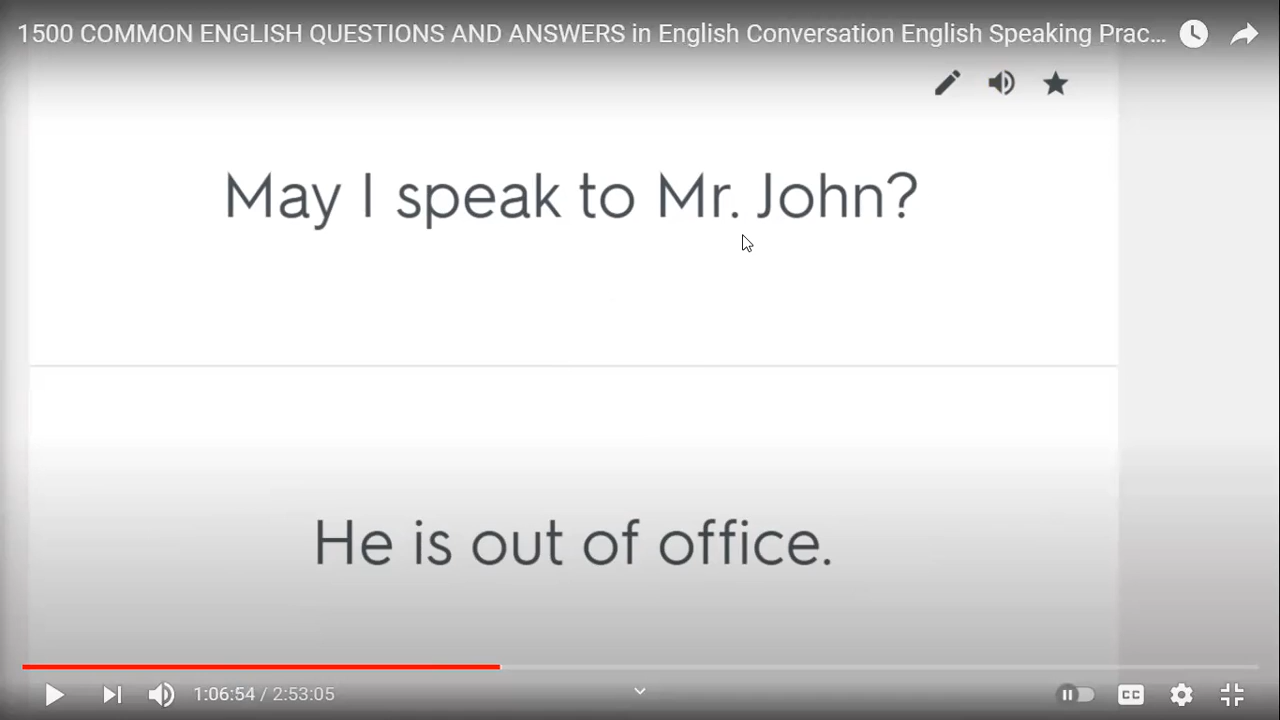 1500 COMMON ENGLISH QUESTIONS AND ANSWERS in English Conversation English Speaking Prac...
May I speak to Mr. John?
He is out of office.
1:06:54 / 2:53:05
CC